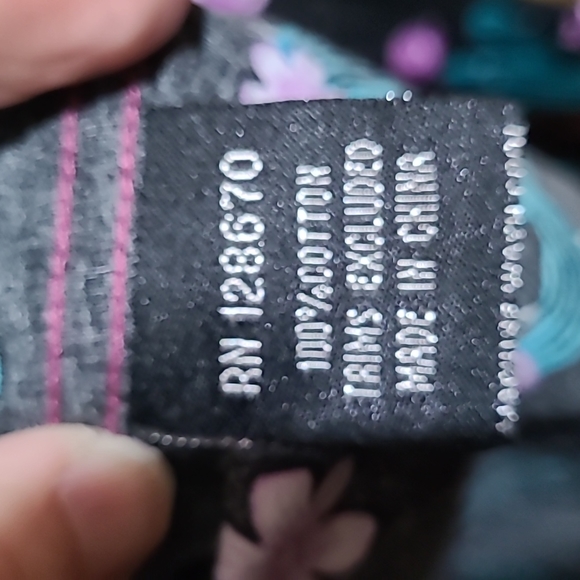 RN 128670
100% COTTON
TRIMS EXCLUDED
MADE IN CHINA